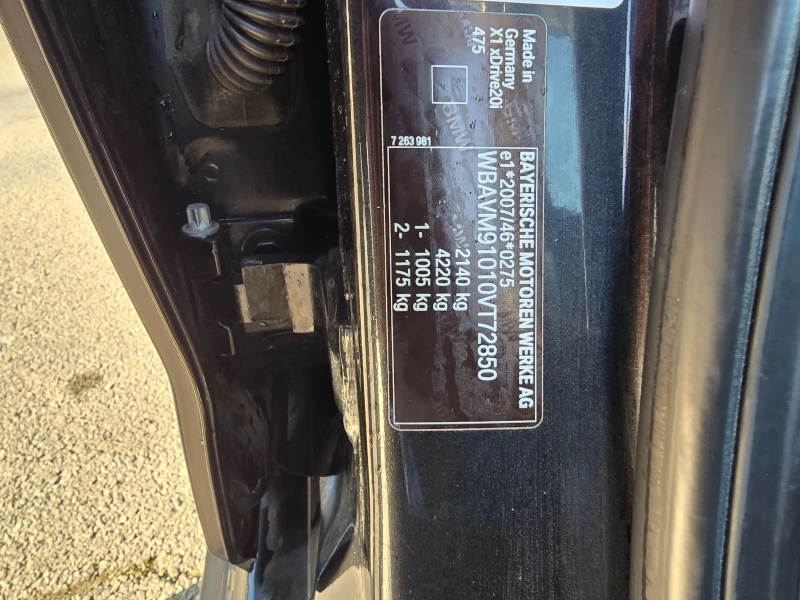 Made in
Germany
X1 xDrive20i
475
7 263 981
BAYERISCHE MOTOREN WERKE AG
e1*2007/46*0275
WBAVM91010VT72850
2140 kg
4220 kg
1- 1005 kg
2- 1175 kg